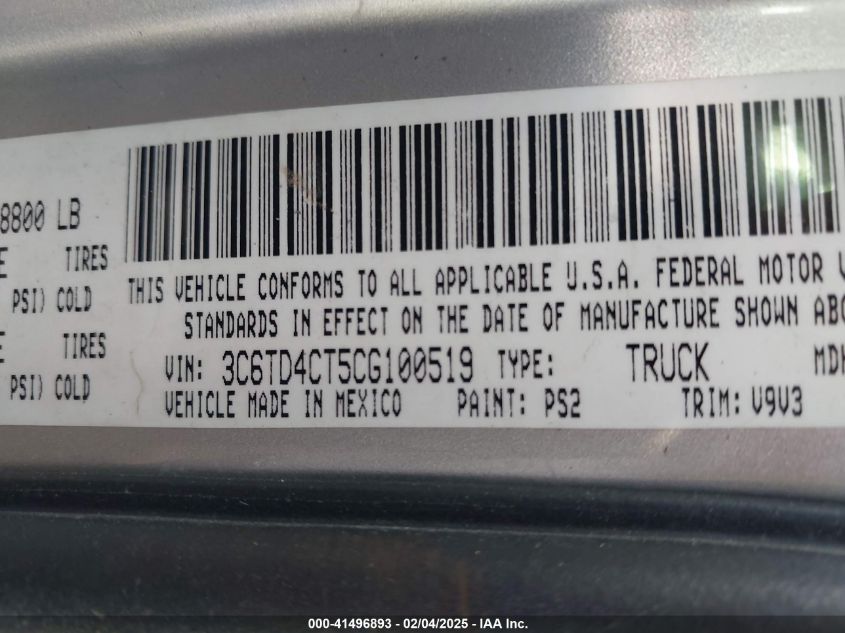 8800 LB
TIRES
PSI) COLD
TIRES
PSI) COLD
THIS VEHICLE CONFORMS TO ALL APPLICABLE U.S.A. FEDERAL MOTOR
STANDARDS IN EFFECT ON THE DATE OF MANUFACTURE SHOWN
VIN: 3C6TD4CT5CG100519 TYPE: TRUCK
VEHICLE MADE IN MEXICO PAINT: PS2 TRIM: V9V3
000-41496893 - 02/04/2025 - IAA Inc.